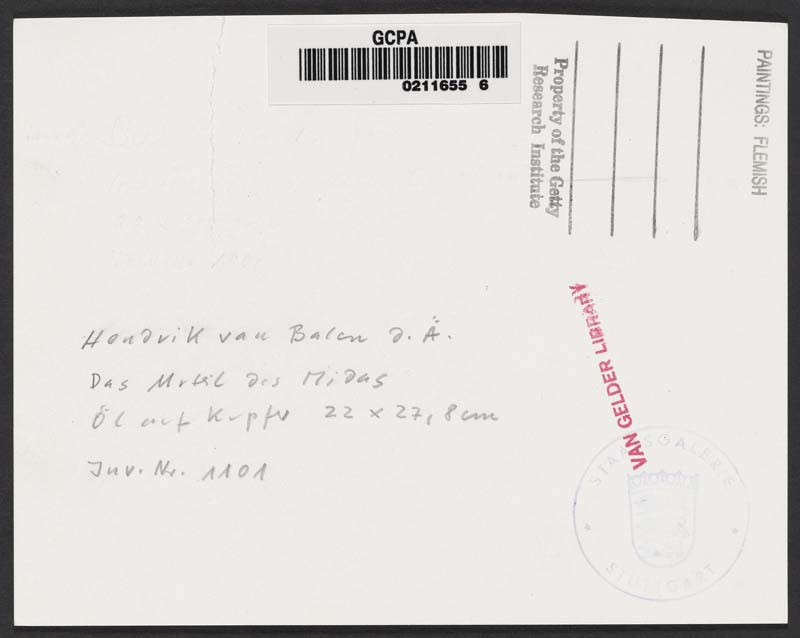 GCPA
0211655 6
Property of the Getty
Research Institute
PAINTINGS: FLEMISH
VAN GELDER LIBRARY
Hendrik van Balen d. Ä.
Das Urteil des Midas
Öl auf Kupfer 22 x 27,8 cm
Inv. Nr. 1101
STAATSGALERIE
STUTTGART